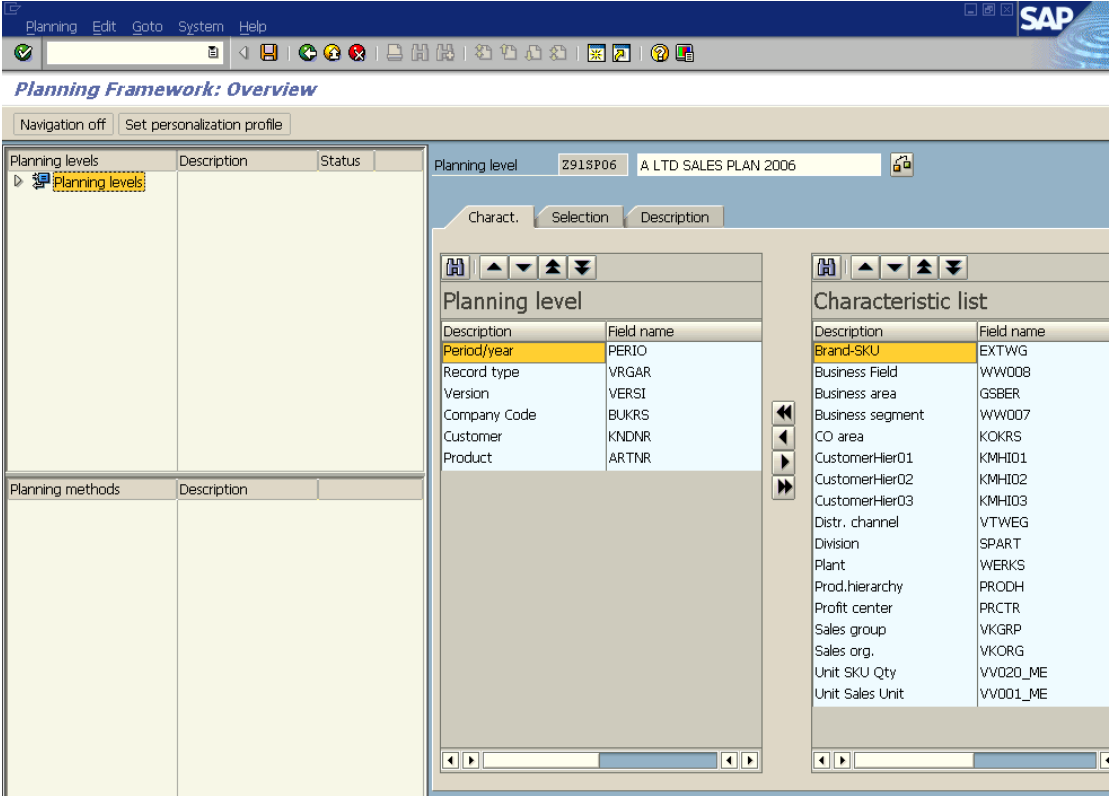 Planning Edit Goto System Help
SAP
Planning Framework: Overview
Navigation off Set personalization profile
Planning levels Description Status
Planning levels
Planning level Z91SP06 A LTD SALES PLAN 2006
Charact. Selection Description
Planning level
Description Field name
Period/year PERIO
Record type VRGAR
Version VERSI
Company Code BUKRS
Customer KNDNR
Product ARTNR
Characteristic list
Description Field name
Brand-SKU EXTWG
Business Field WW008
Business area GSBER
Business segment WW007
CO area KOKRS
CustomerHier01 KMHI01
CustomerHier02 KMHI02
CustomerHier03 KMHI03
Distr. channel VTWEG
Division SPART
Plant WERKS
Prod.hierarchy PRODH
Profit center PRCTR
Sales group VKGRP
Sales org. VKORG
Unit SKU Qty VV020_ME
Unit Sales Unit VV001_ME
Planning methods Description